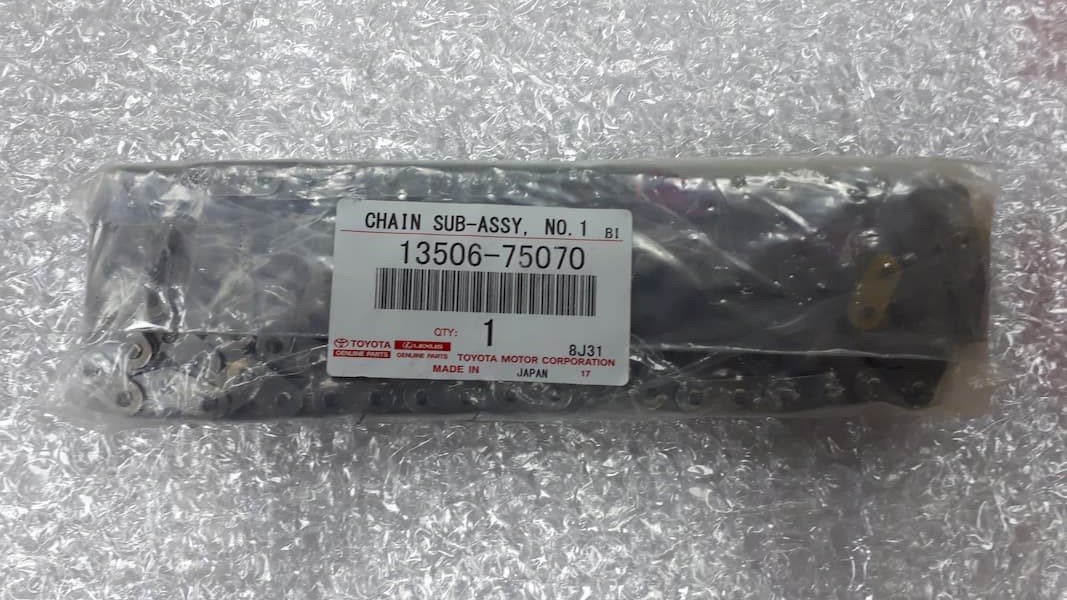 CHAIN SUB-ASSY, NO.1 BI
13506-75070
QTY: 1
TOYOTA LEXUS 8J31
GENUINE PARTS GENUINE PARTS TOYOTA MOTOR CORPORATION
MADE IN JAPAN 17